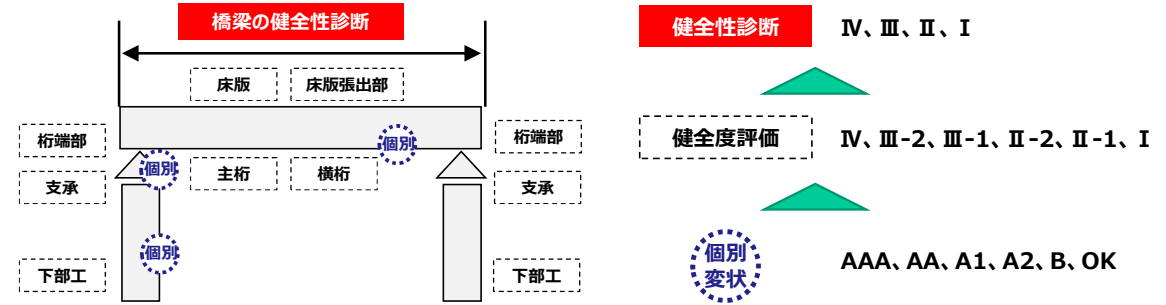 橋梁の健全性診断
床版
床版張出部
桁端部
桁端部
個別
個別
主桁
横桁
支承
支承
個別
下部工
下部工
健全性診断
Ⅳ、Ⅲ、Ⅱ、Ⅰ
健全度評価
Ⅳ、Ⅲ-2、Ⅲ-1、Ⅱ-2、Ⅱ-1、Ⅰ
個別
変状
AAA、AA、A1、A2、B、OK